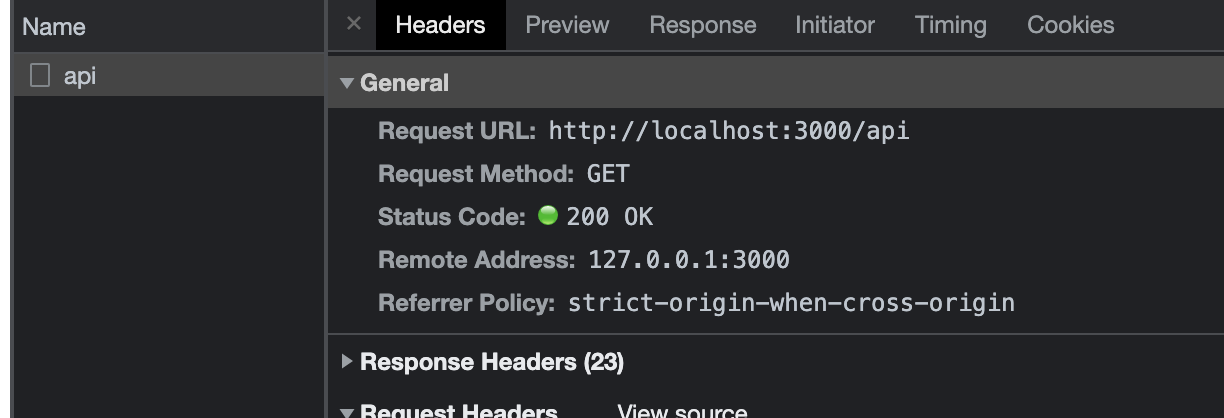 Name
× Headers Preview Response Initiator Timing Cookies
api
General
Request URL: http://localhost:3000/api
Request Method: GET
Status Code: 200 OK
Remote Address: 127.0.0.1:3000
Referrer Policy: strict-origin-when-cross-origin
Response Headers (23)
Request Headers View source